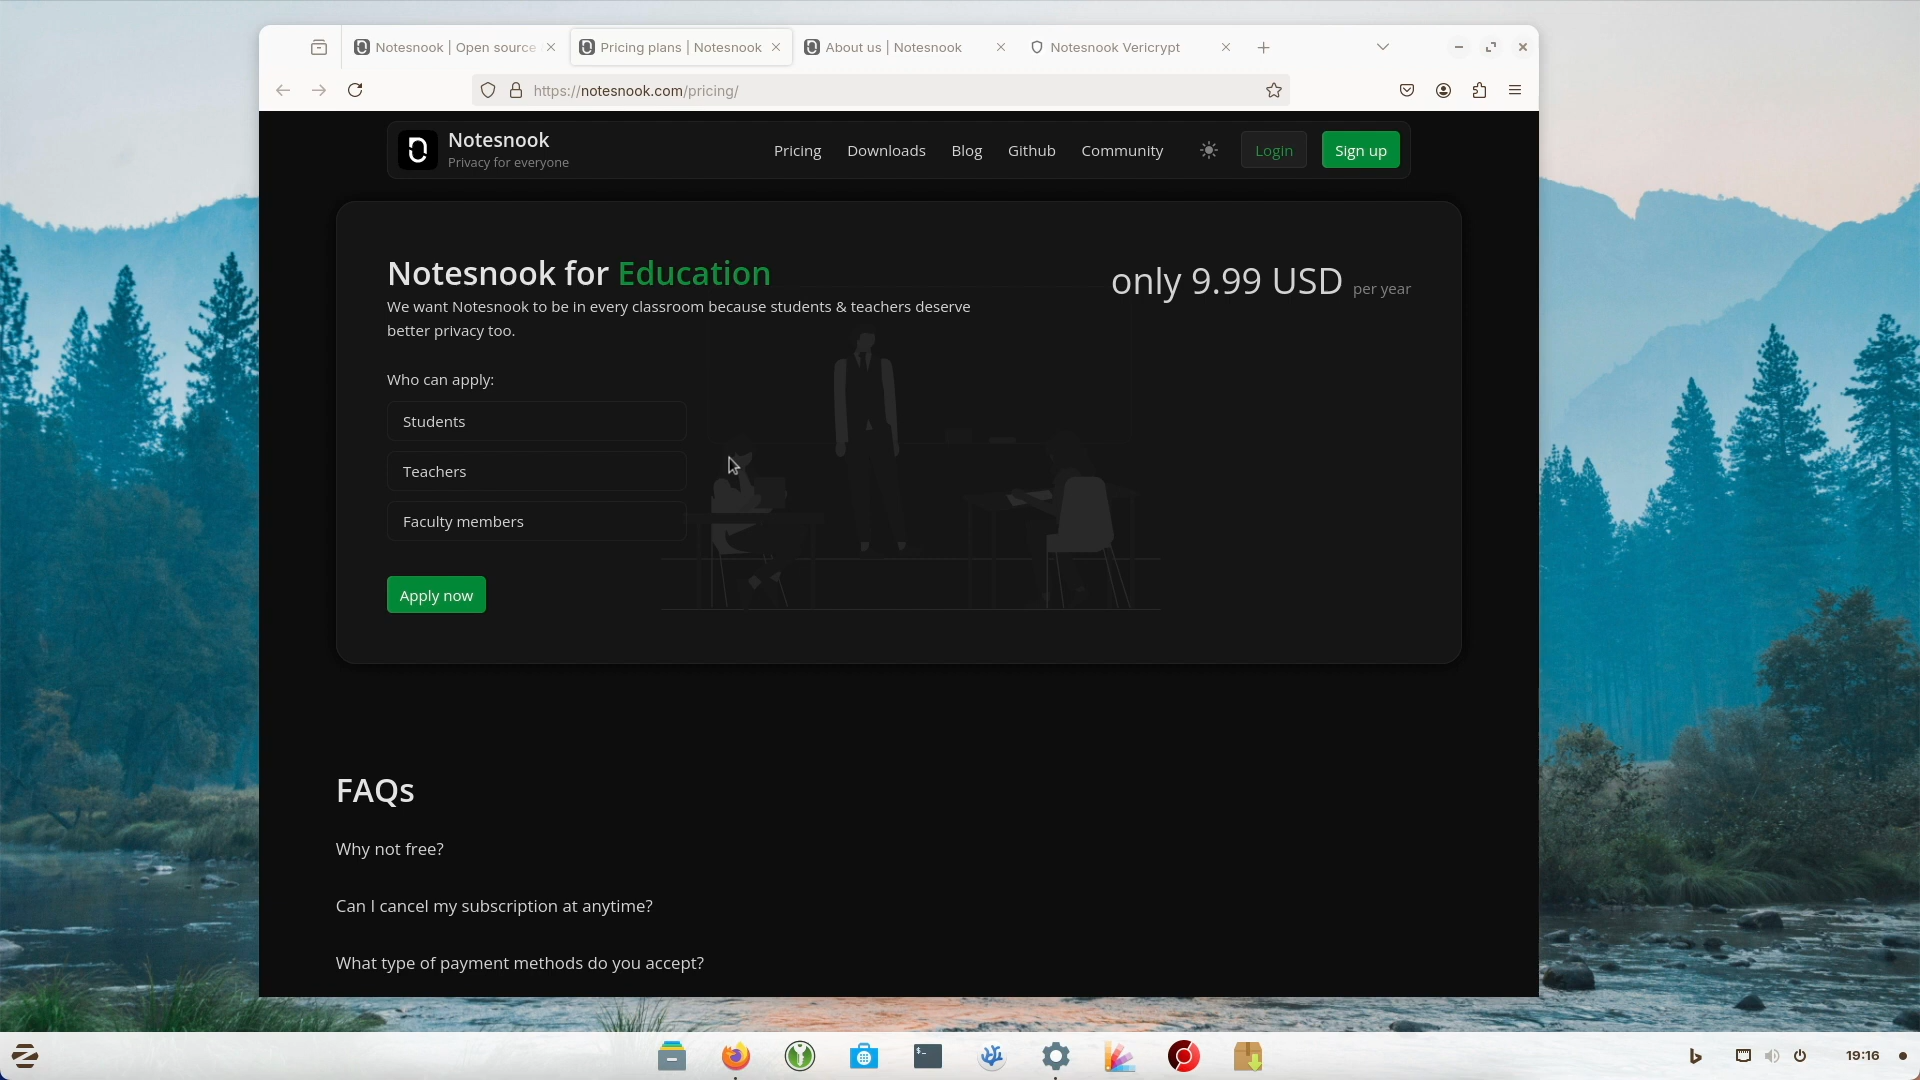 Notesnook | Open source
Pricing plans | Notesnook
About us | Notesnook
Notesnook Vericrypt
https://notesnook.com/pricing/
Notesnook
Privacy for everyone
Pricing
Downloads
Blog
Github
Community
Login
Sign up
Notesnook for Education
only 9.99 USD per year
We want Notesnook to be in every classroom because students & teachers deserve
better privacy too.
Who can apply:
Students
Teachers
Faculty members
Apply now
FAQs
Why not free?
Can I cancel my subscription at anytime?
What type of payment methods do you accept?
19:16